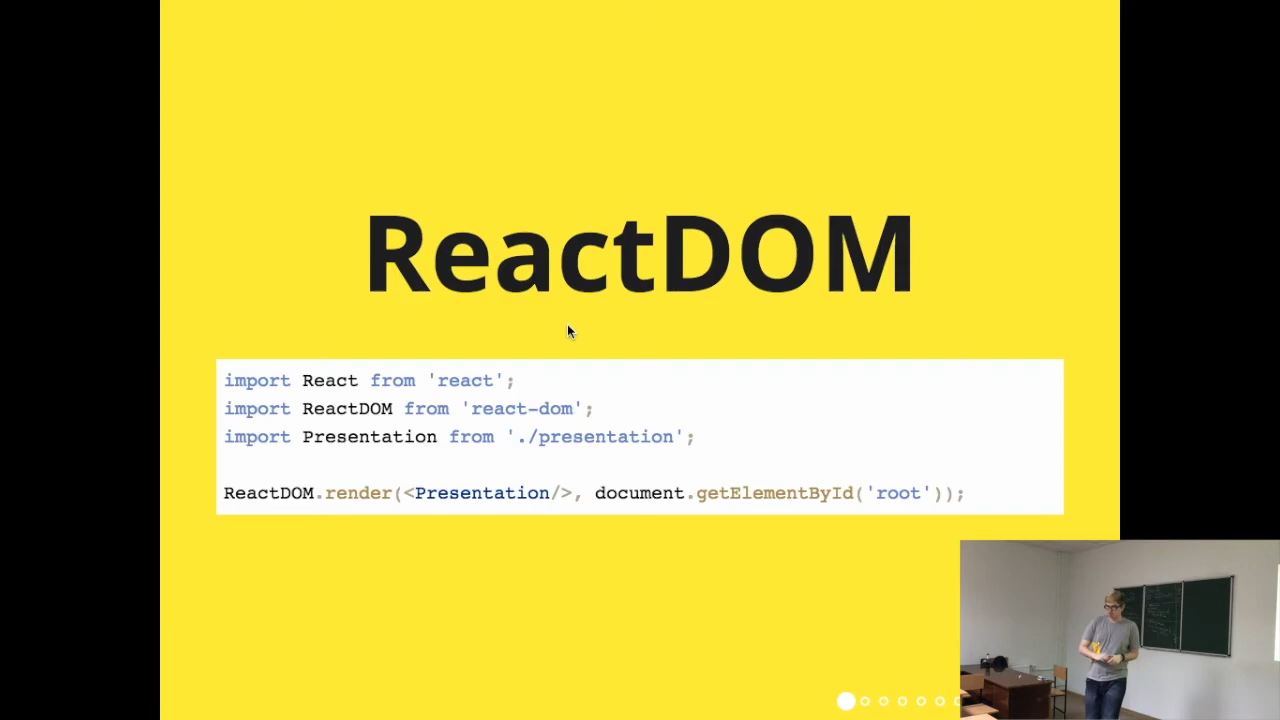 ReactDOM
import React from 'react';
import ReactDOM from 'react-dom';
import Presentation from './presentation';
ReactDOM.render(<Presentation/>, document.getElementById('root'));